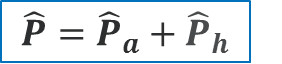 P̂ = P̂ₐ + P̂ₕ